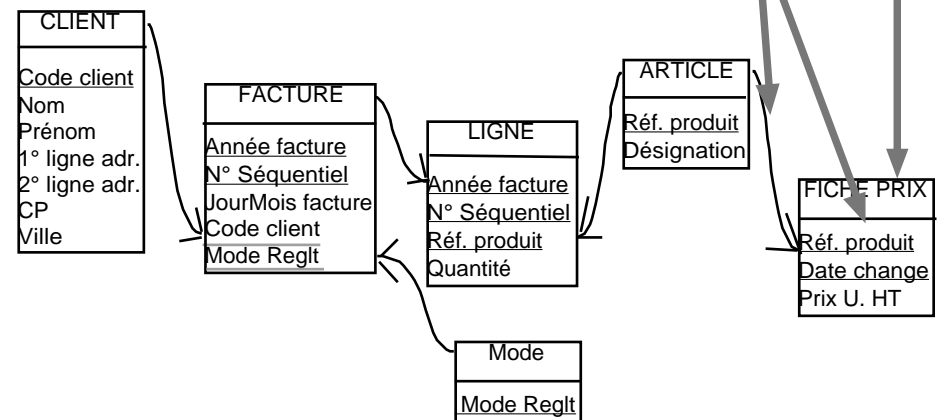 CLIENT
Code client
Nom
Prénom
1° ligne adr.
2° ligne adr.
CP
Ville
FACTURE
Année facture
N° Séquentiel
JourMois facture
Code client
Mode Reglt
LIGNE
Année facture
N° Séquentiel
Réf. produit
Quantité
ARTICLE
Réf. produit
Désignation
FICHE PRIX
Réf. produit
Date change
Prix U. HT
Mode
Mode Reglt